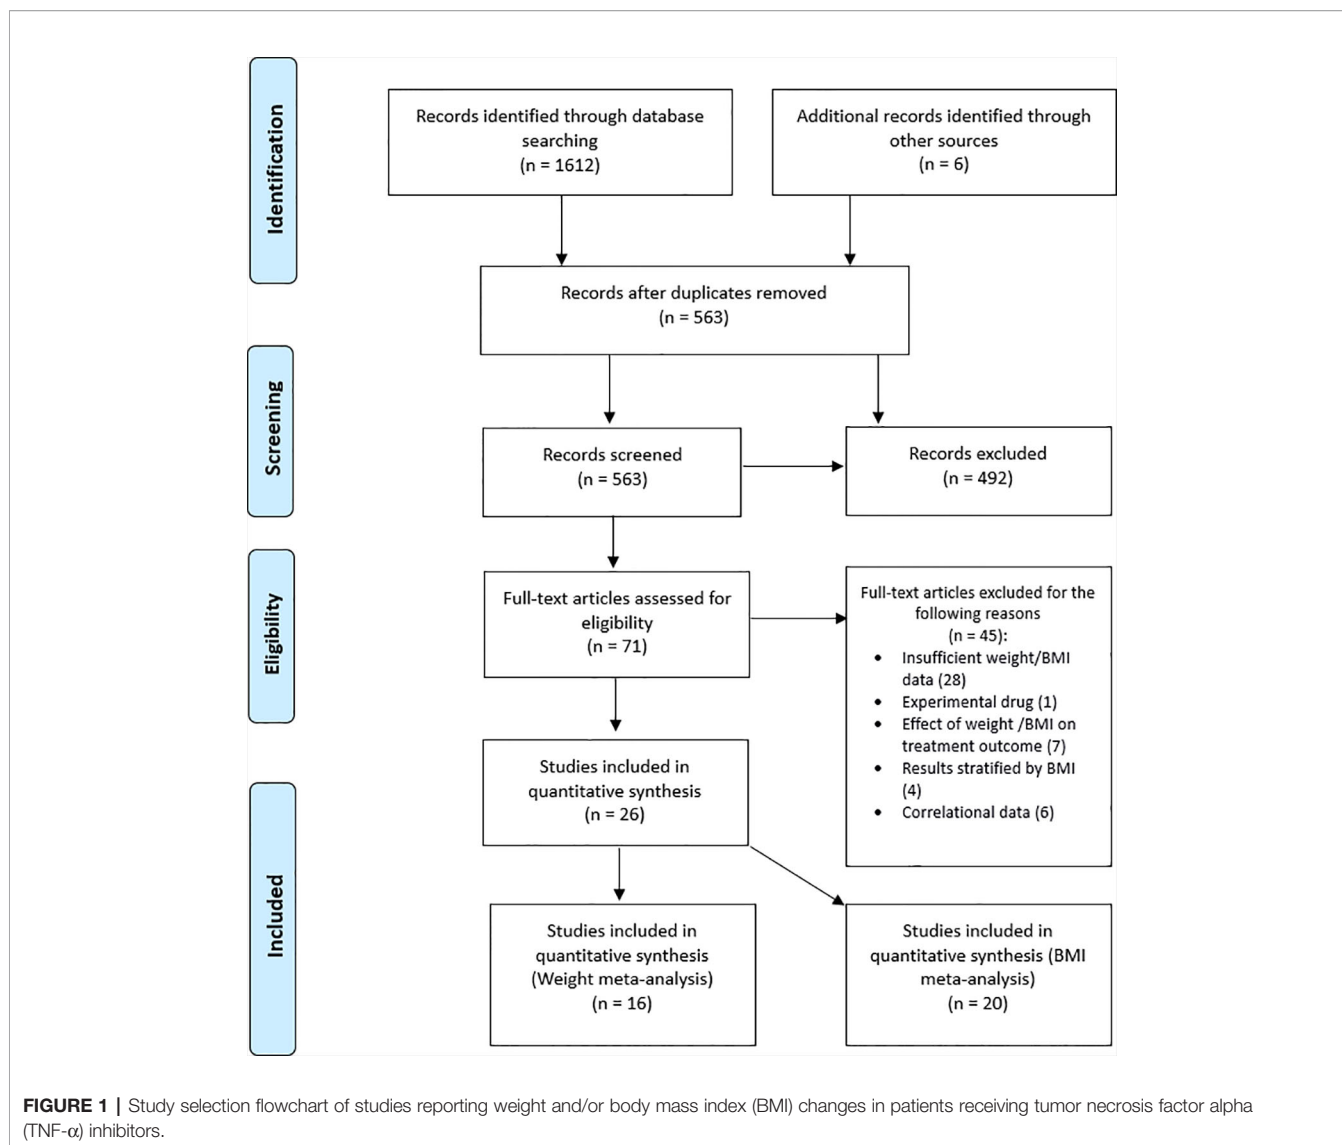 Identification
Records identified through database
searching
(n = 1612)
Additional records identified through
other sources
(n = 6)
Records after duplicates removed
(n = 563)
Screening
Records screened
(n = 563)
Records excluded
(n = 492)
Eligibility
Full-text articles assessed for
eligibility
(n = 71)
Full-text articles excluded for the
following reasons
(n = 45):
• Insufficient weight/BMI
data (28)
• Experimental drug (1)
• Effect of weight /BMI on
treatment outcome (7)
• Results stratified by BMI
(4)
• Correlational data (6)
Studies included in
quantitative synthesis
(n = 26)
Included
Studies included in
quantitative synthesis
(Weight meta-analysis)
(n = 16)
Studies included in
quantitative synthesis (BMI
meta-analysis)
(n = 20)
FIGURE 1 | Study selection flowchart of studies reporting weight and/or body mass index (BMI) changes in patients receiving tumor necrosis factor alpha
(TNF-α) inhibitors.